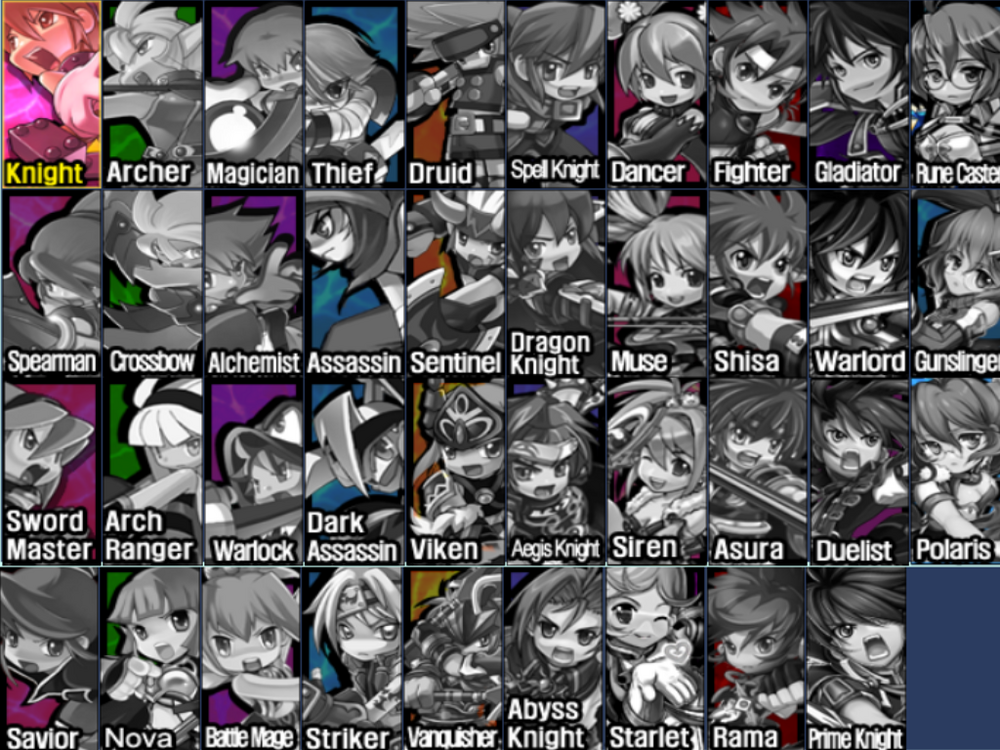 Knight
Archer
Magician
Thief
Druid
Spell Knight
Dancer
Fighter
Gladiator
Rune Caste
Spearman
Crossbow
Alchemist
Assassin
Sentinel
Dragon
Knight
Muse
Shisa
Warlord
Gunslinger
Sword
Master
Arch
Ranger
Warlock
Dark
Assassin
Viken
Aegis Knight
Siren
Asura
Duelist
Polaris
Savior
Nova
Battle Mage
Striker
Vanquisher
Abyss
Knight
Starlet
Rama
Prime Knight